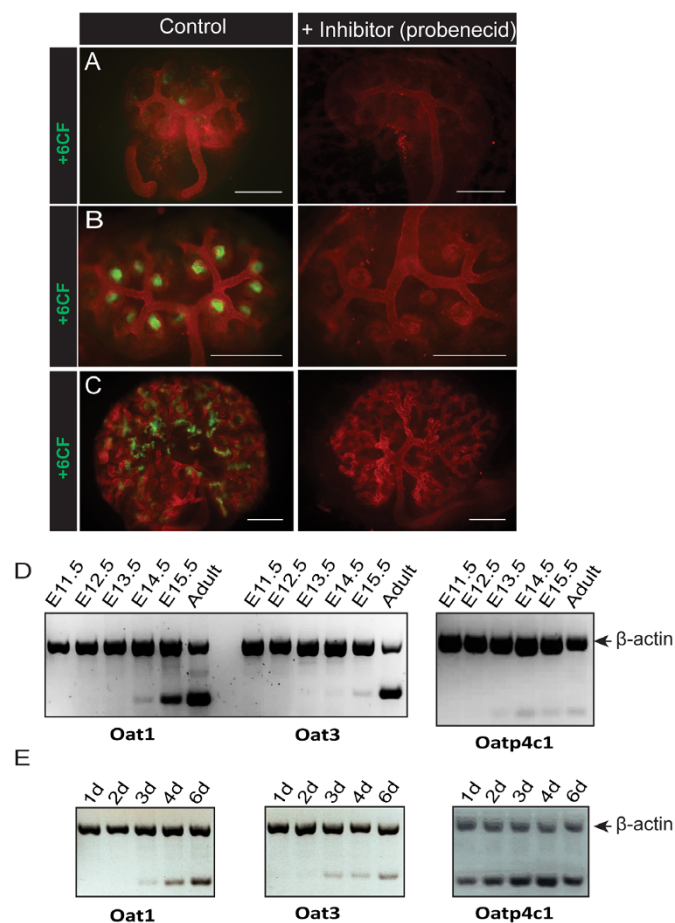 Control
+ Inhibitor (probenecid)
A
+6CF
B
+6CF
C
+6CF
D
E11.5 E12.5 E13.5 E14.5 E15.5 Adult E11.5 E12.5 E13.5 E14.5 E15.5 Adult E11.5 E12.5 E13.5 E14.5 E15.5 Adult
β-actin
Oat1 Oat3 Oatp4c1
E
1d 2d 3d 4d 6d 1d 2d 3d 4d 6d 1d 2d 3d 4d 6d
β-actin
Oat1 Oat3 Oatp4c1